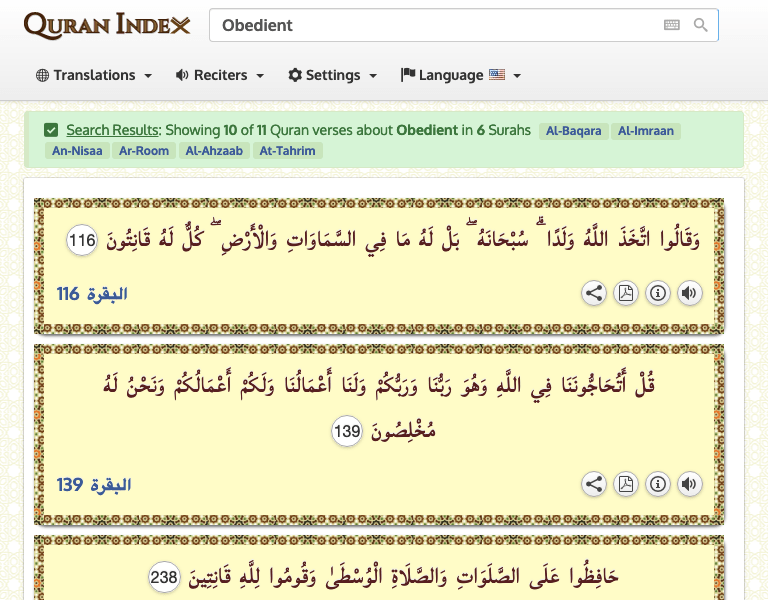 QURAN INDEX
Obedient
Translations Reciters Settings Language
Search Results: Showing 10 of 11 Quran verses about Obedient in 6 Surahs Al-Baqara Al-Imraan
An-Nisaa Ar-Room Al-Ahzaab At-Tahrim
وَقَالُوا اتَّخَذَ اللَّهُ وَلَدًا ۗ سُبْحَانَهُ ۖ بَلْ لَهُ مَا فِي السَّمَاوَاتِ وَالْأَرْضِ ۖ كُلٌّ لَهُ قَانِتُونَ 116
البقرة 116
قُلْ أَتُحَاجُّونَنَا فِي اللَّهِ وَهُوَ رَبُّنَا وَرَبُّكُمْ وَلَنَا أَعْمَالُنَا وَلَكُمْ أَعْمَالُكُمْ وَنَحْنُ لَهُ
مُخْلِصُونَ 139
البقرة 139
حَافِظُوا عَلَى الصَّلَوَاتِ وَالصَّلَاةِ الْوُسْطَىٰ وَقُومُوا لِلَّهِ قَانِتِينَ 238